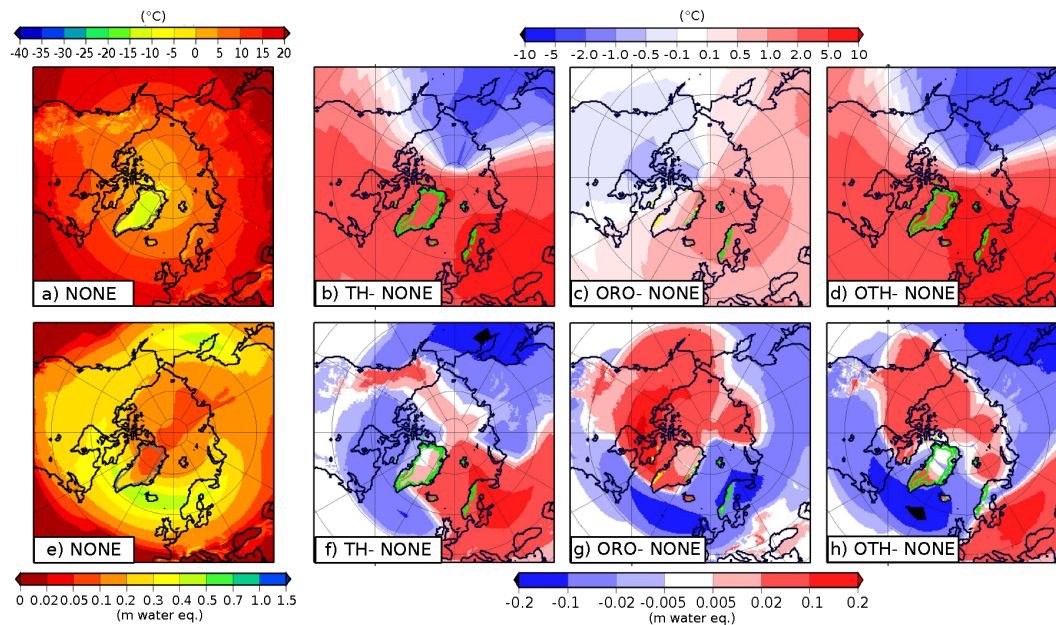 (°C)
-40 -35 -30 -25 -20 -15 -10 -5 0 5 10 15 20
(°C)
-10 -5 -2.0 -1.0 -0.5 -0.1 0.1 0.5 1.0 2.0 5.0 10
a) NONE
b) TH- NONE
c) ORO- NONE
d) OTH- NONE
e) NONE
f) TH- NONE
g) ORO- NONE
h) OTH- NONE
0 0.02 0.05 0.1 0.2 0.3 0.4 0.5 0.7 1.0 1.5
(m water eq.)
-0.2 -0.1 -0.02 -0.005 0.005 0.02 0.1 0.2
(m water eq.)